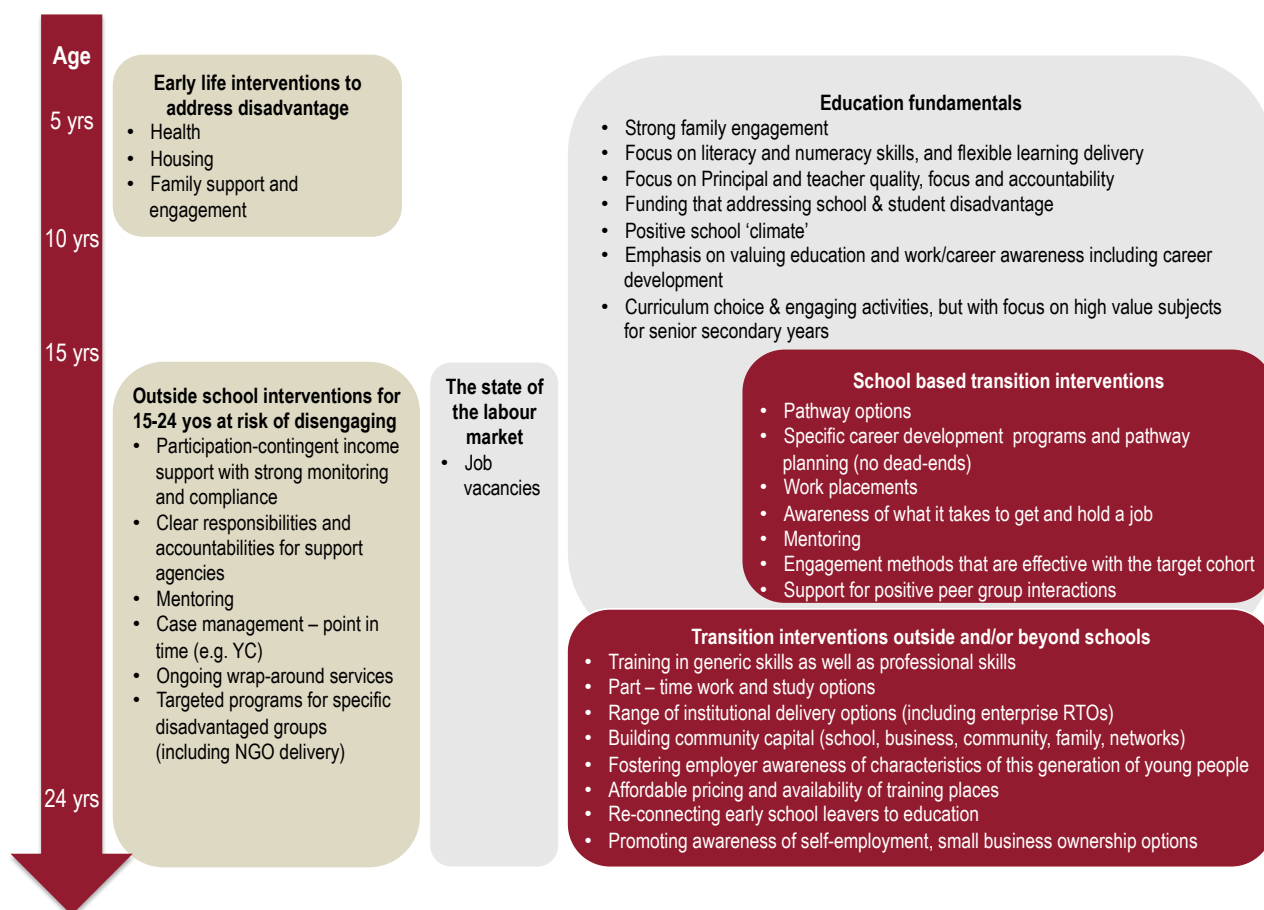 Age
5 yrs
10 yrs
15 yrs
24 yrs
Early life interventions to
address disadvantage
• Health
• Housing
• Family support and
engagement
Education fundamentals
• Strong family engagement
• Focus on literacy and numeracy skills, and flexible learning delivery
• Focus on Principal and teacher quality, focus and accountability
• Funding that addressing school & student disadvantage
• Positive school ‘climate’
• Emphasis on valuing education and work/career awareness including career
development
• Curriculum choice & engaging activities, but with focus on high value subjects
for senior secondary years
Outside school interventions for
15-24 yos at risk of disengaging
• Participation-contingent income
support with strong monitoring
and compliance
• Clear responsibilities and
accountabilities for support
agencies
• Mentoring
• Case management – point in
time (e.g. YC)
• Ongoing wrap-around services
• Targeted programs for specific
disadvantaged groups
(including NGO delivery)
The state of
the labour
market
• Job
vacancies
School based transition interventions
• Pathway options
• Specific career development programs and pathway
planning (no dead-ends)
• Work placements
• Awareness of what it takes to get and hold a job
• Mentoring
• Engagement methods that are effective with the target cohort
• Support for positive peer group interactions
Transition interventions outside and/or beyond schools
• Training in generic skills as well as professional skills
• Part – time work and study options
• Range of institutional delivery options (including enterprise RTOs)
• Building community capital (school, business, community, family, networks)
• Fostering employer awareness of characteristics of this generation of young people
• Affordable pricing and availability of training places
• Re-connecting early school leavers to education
• Promoting awareness of self-employment, small business ownership options